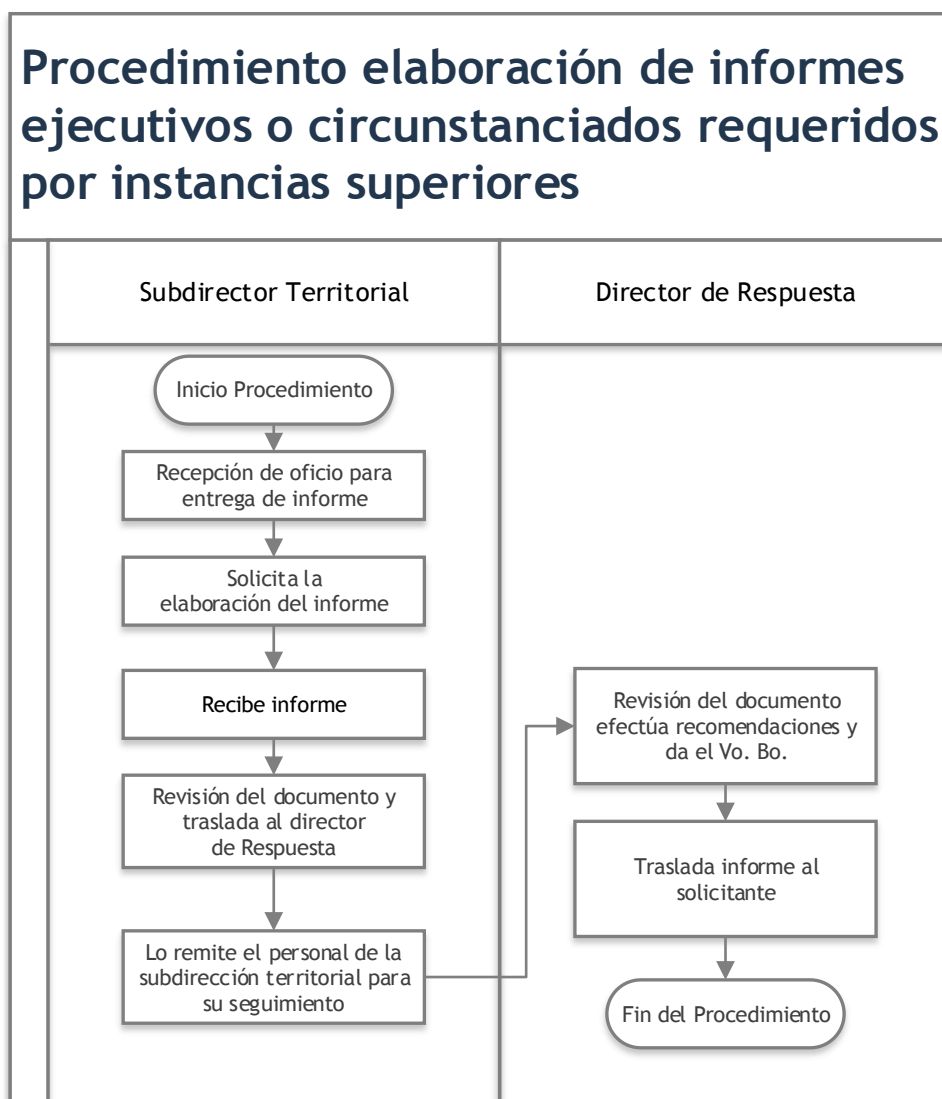 Procedimiento elaboración de informes
ejecutivos o circunstanciados requeridos
por instancias superiores
Subdirector Territorial
Director de Respuesta
Inicio Procedimiento
Recepción de oficio para
entrega de informe
Solicita la
elaboración del informe
Recibe informe
Revisión del documento y
traslada al director
de Respuesta
Lo remite el personal de la
subdirección territorial para
su seguimiento
Revisión del documento
efectúa recomendaciones y
da el Vo. Bo.
Traslada informe al
solicitante
Fin del Procedimiento